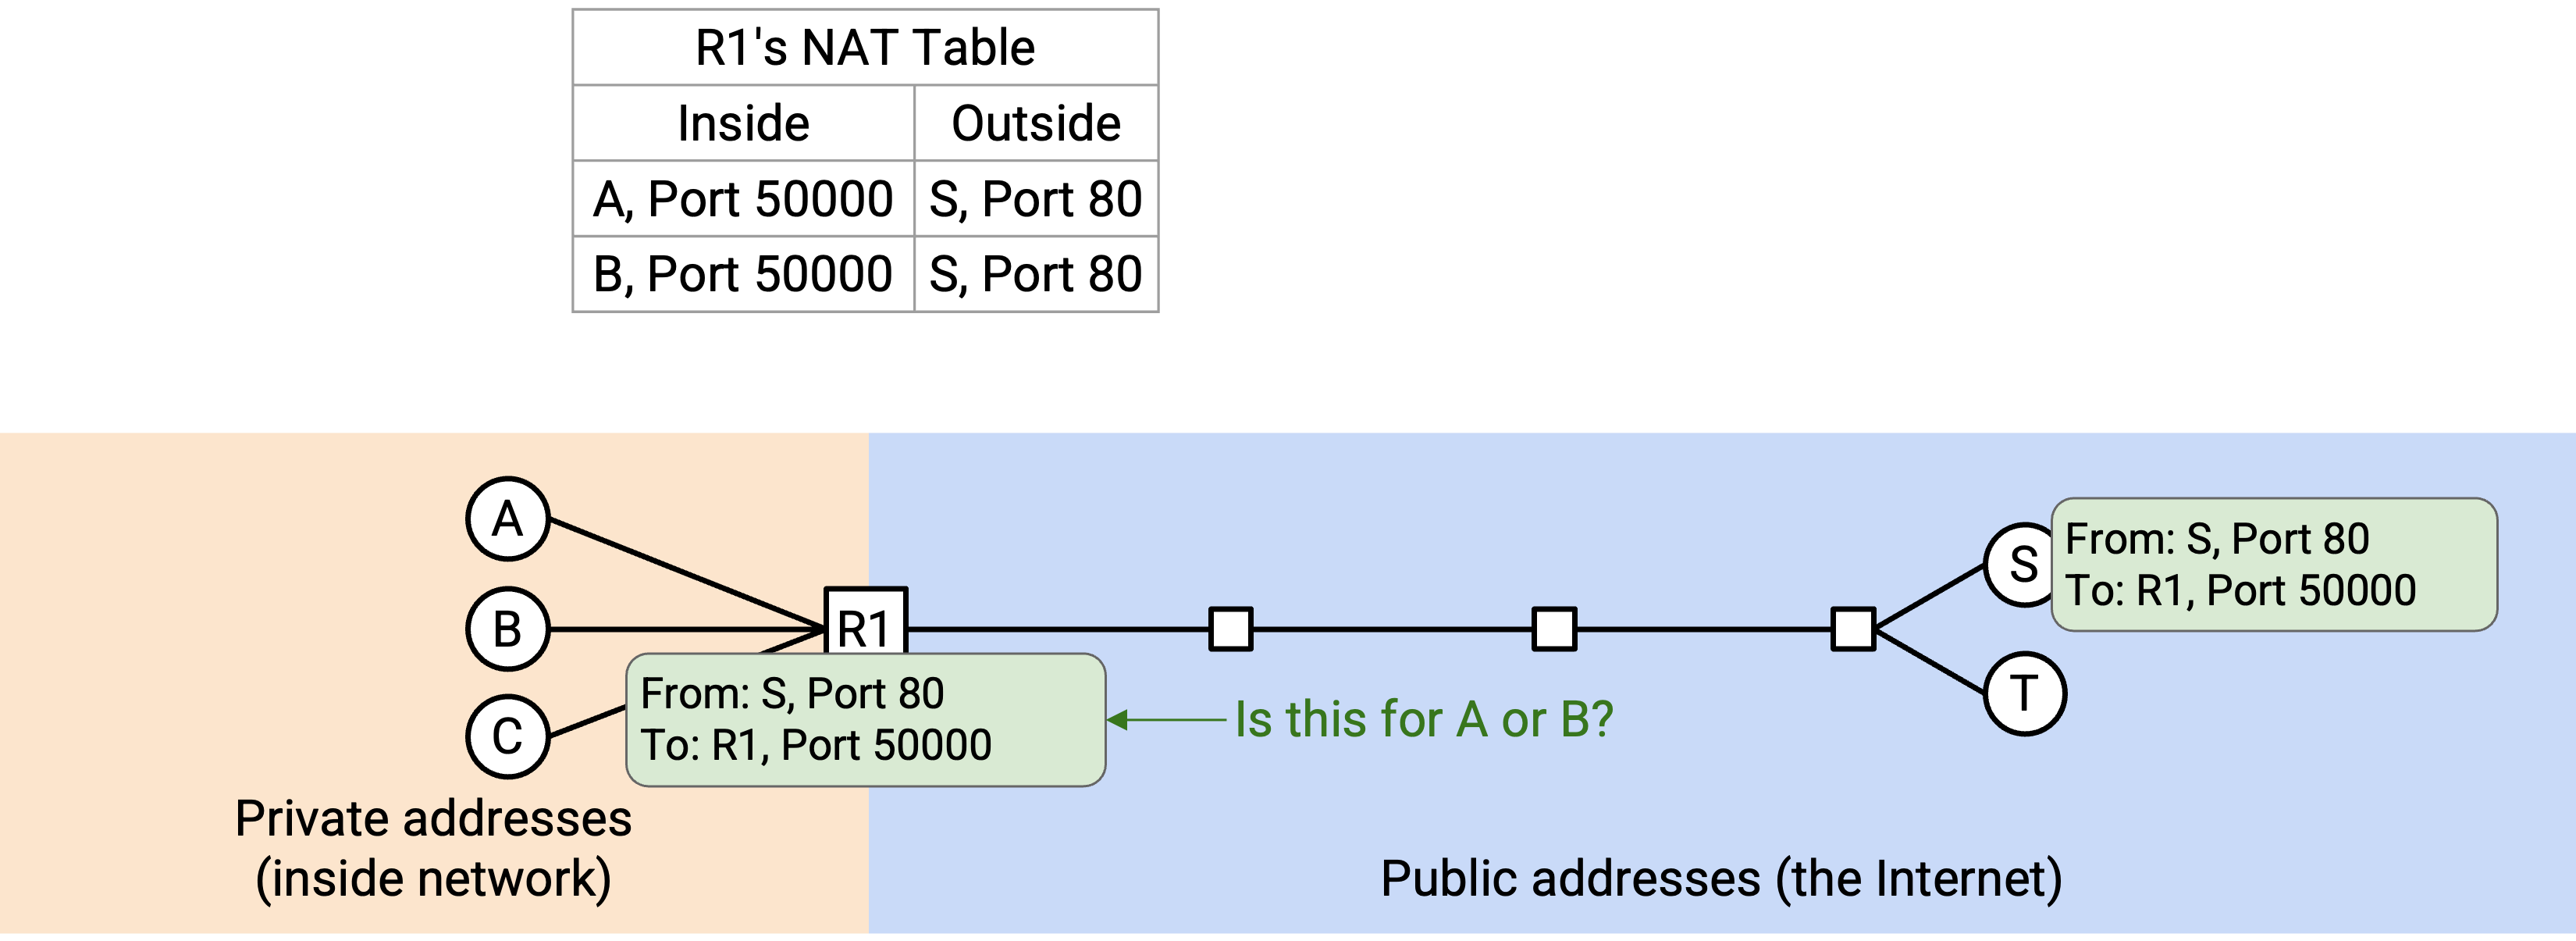 R1's NAT Table
Inside Outside
A, Port 50000 S, Port 80
B, Port 50000 S, Port 80
A
B
C
R1
S
T
From: S, Port 80
To: R1, Port 50000
From: S, Port 80
To: R1, Port 50000
Is this for A or B?
Private addresses
(inside network)
Public addresses (the Internet)